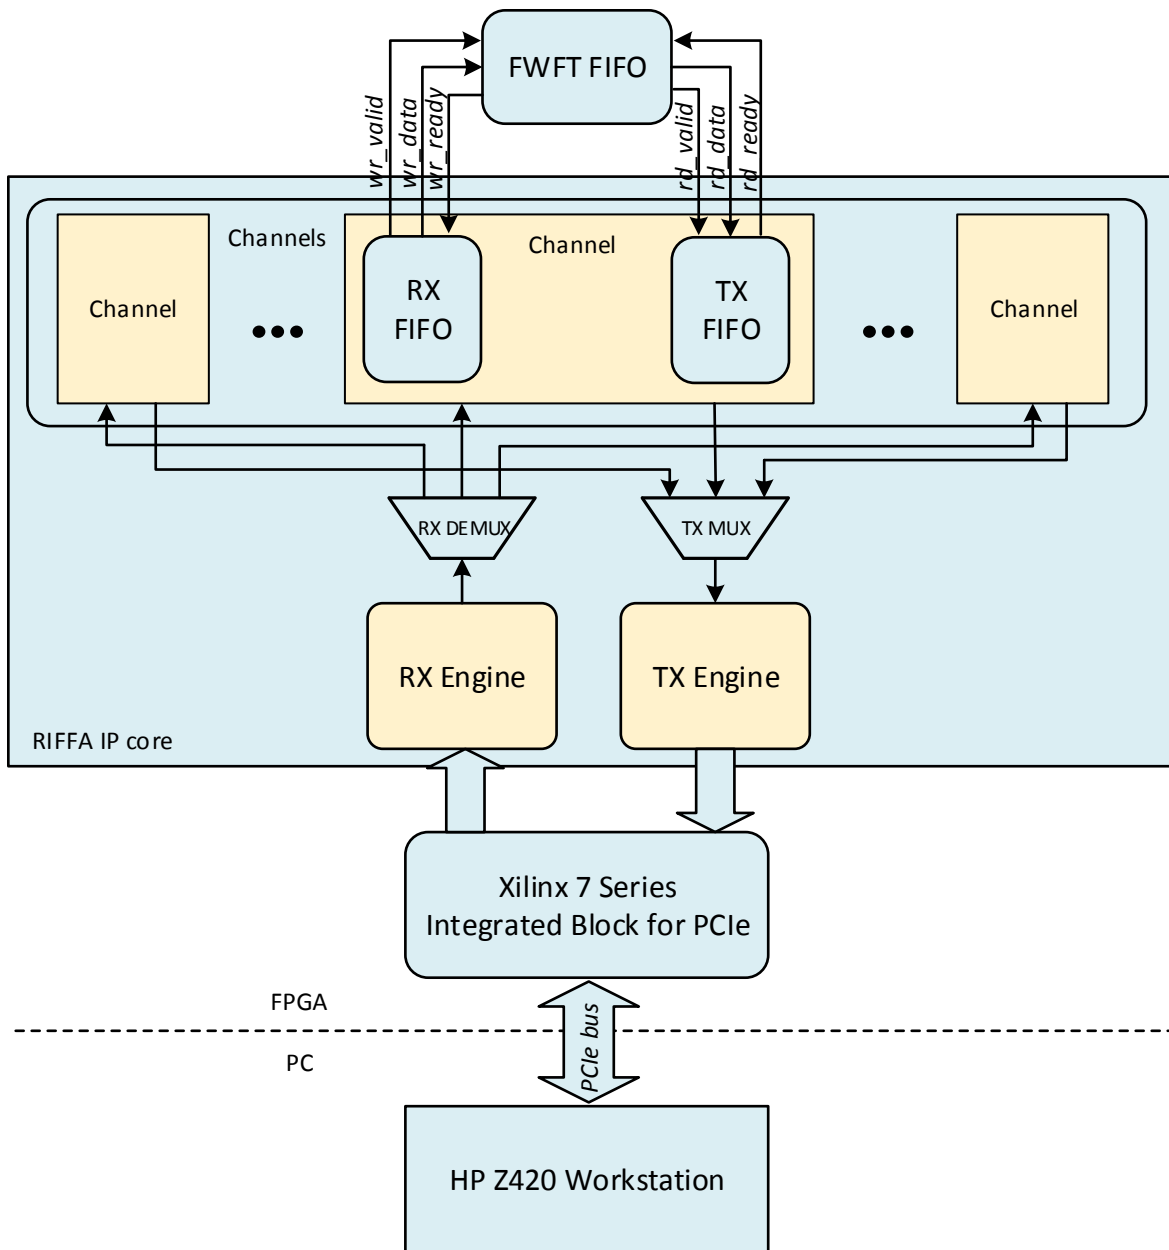 FWFT FIFO
wr_valid
wr_data
wr_ready
rd_valid
rd_data
rd_ready
Channels
Channel
Channel
Channel
RX
FIFO
TX
FIFO
RX DEMUX
TX MUX
RX Engine
TX Engine
RIFFA IP core
Xilinx 7 Series
Integrated Block for PCIe
FPGA
PCIe bus
PC
HP Z420 Workstation